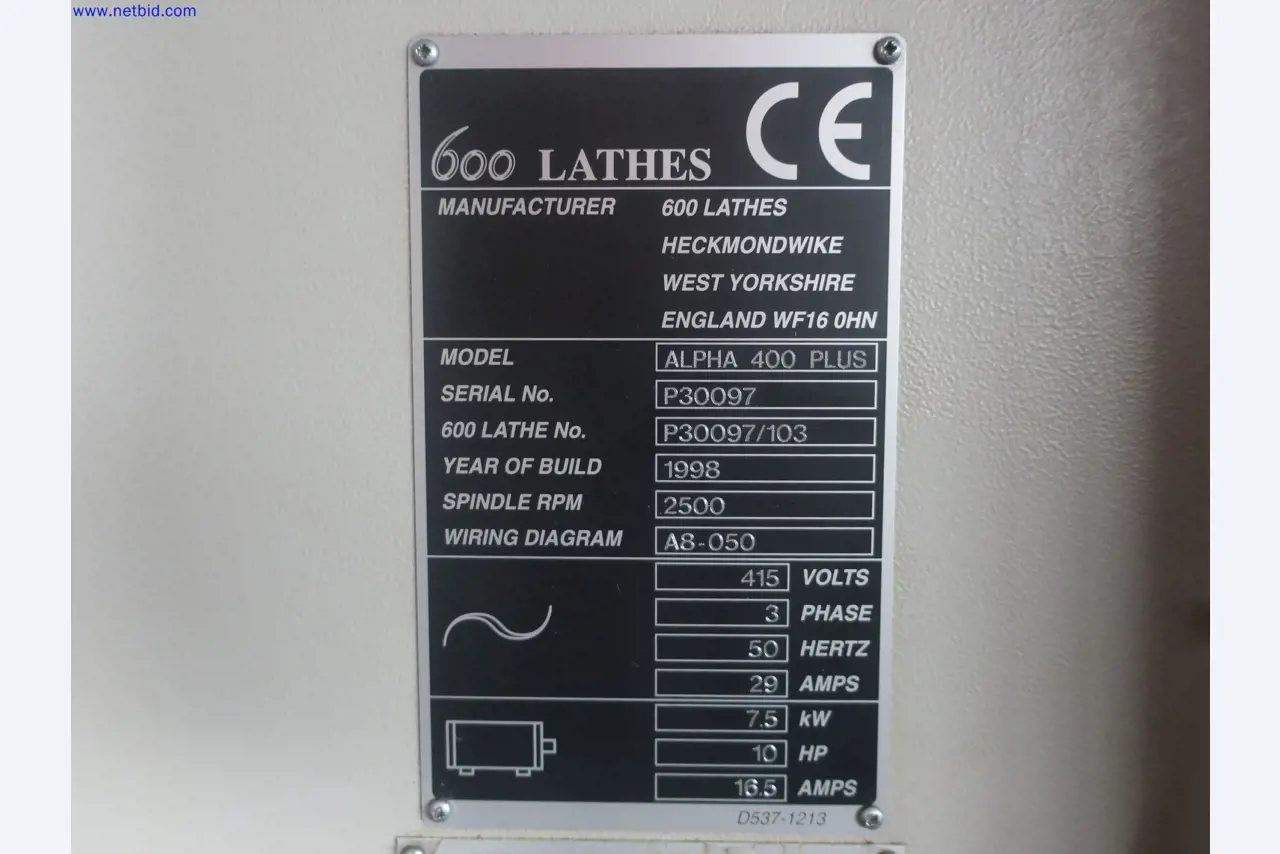 www.netbid.com
CE
600 LATHES
MANUFACTURER 600 LATHES
HECKMONDWIKE
WEST YORKSHIRE
ENGLAND WF16 0HN
MODEL ALPHA 400 PLUS
SERIAL No. P30097
600 LATHE No. P30097/103
YEAR OF BUILD 1998
SPINDLE RPM 2500
WIRING DIAGRAM A8-050
415 VOLTS
3 PHASE
50 HERTZ
29 AMPS
7.5 kW
10 HP
16.5 AMPS
D537-1213